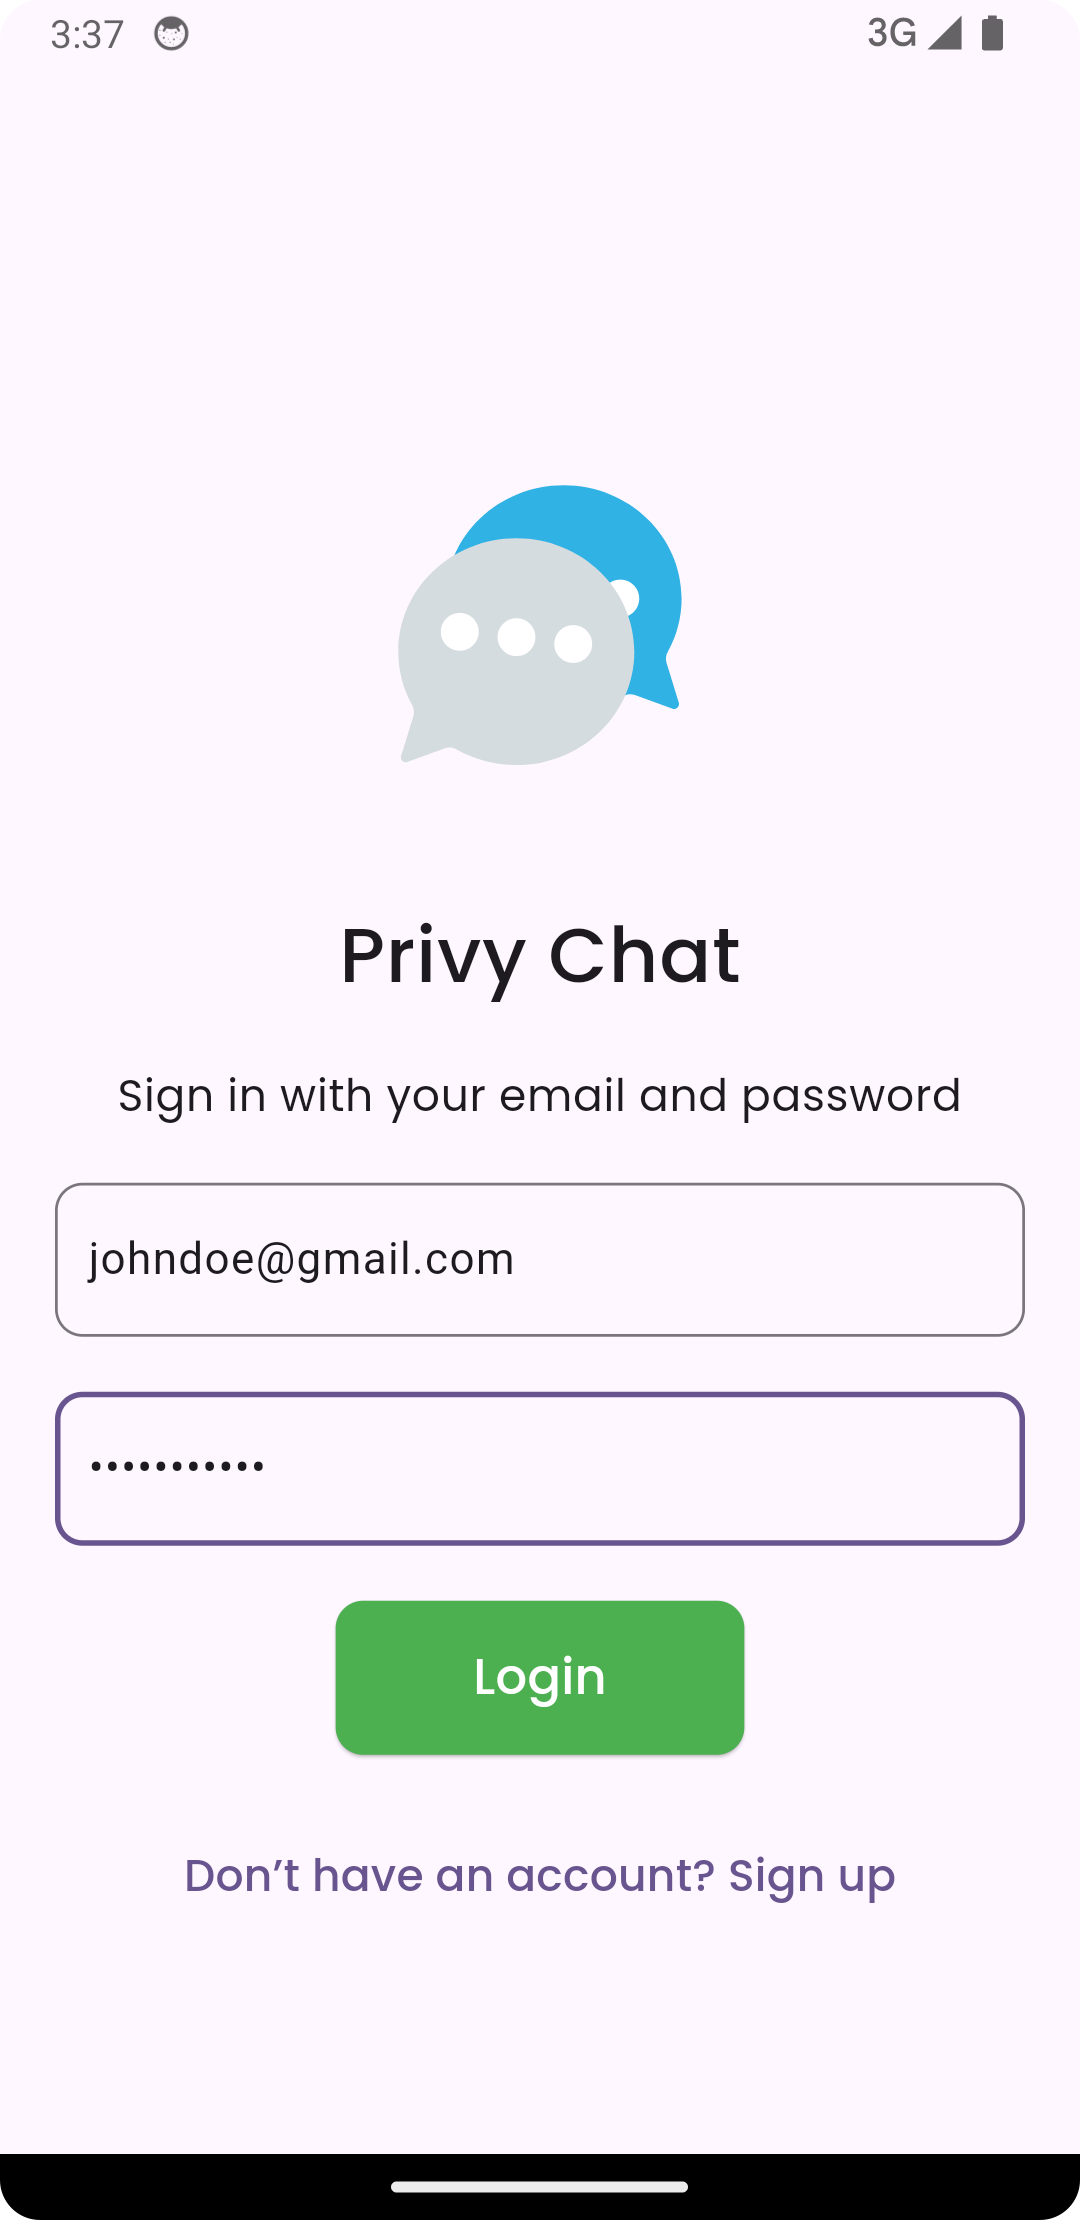 3:37
3G
Privy Chat
Sign in with your email and password
johndoe@gmail.com
•••••••••••
Login
Don’t have an account? Sign up